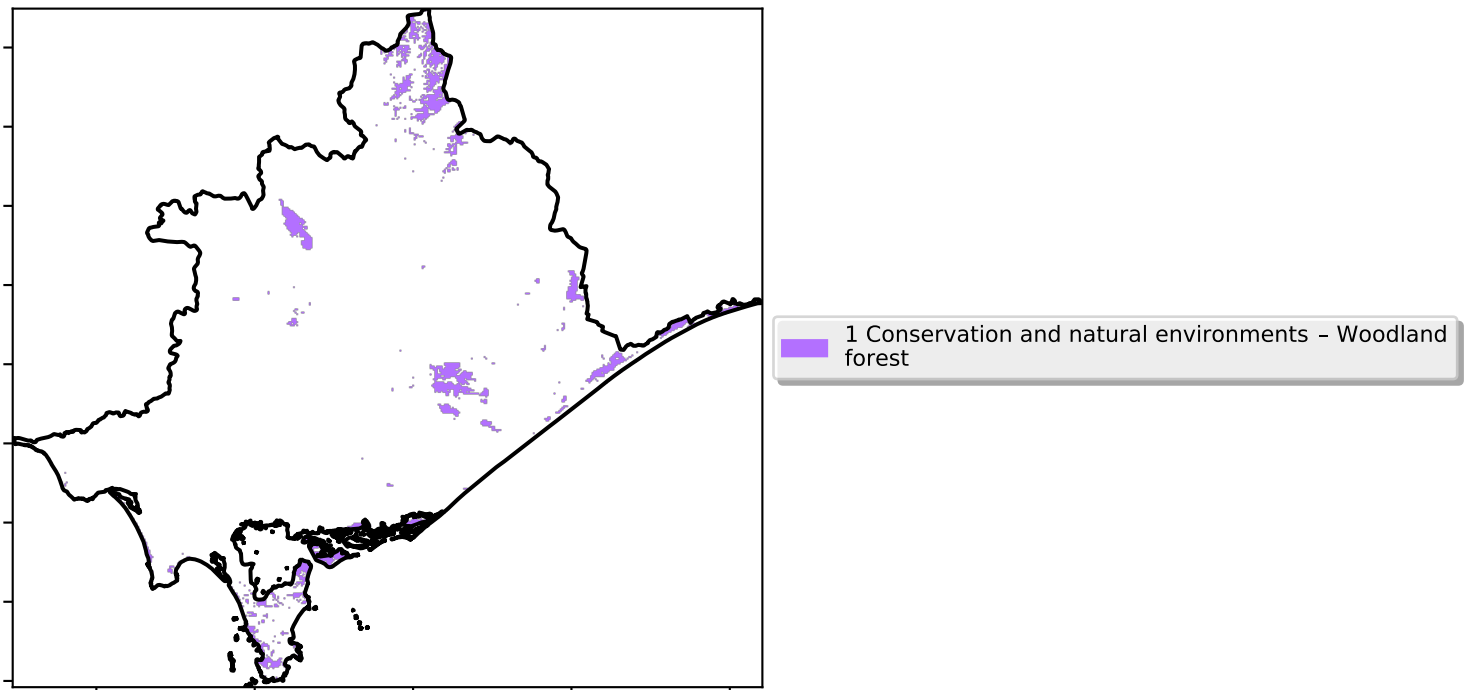 1 Conservation and natural environments – Woodland
forest